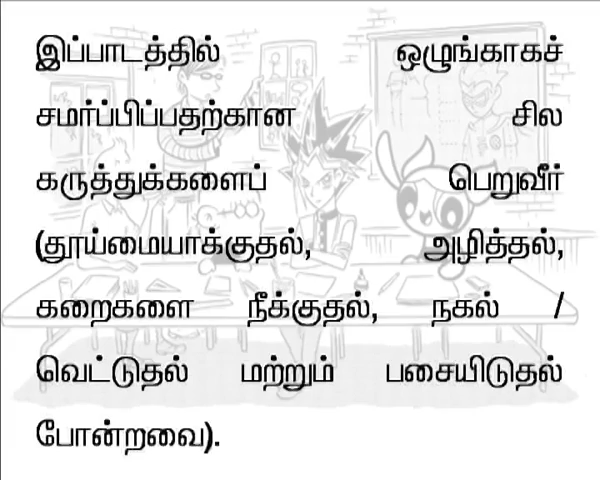 இப்பாடத்தில் ஒழுங்காகச்
சமர்ப்பிப்பதற்கான சில
கருத்துக்களைப் பெறுவீர்
(தூய்மையாக்குதல், அழித்தல்,
கறைகளை நீக்குதல், நகல் /
வெட்டுதல் மற்றும் பசையிடுதல்
போன்றவை).